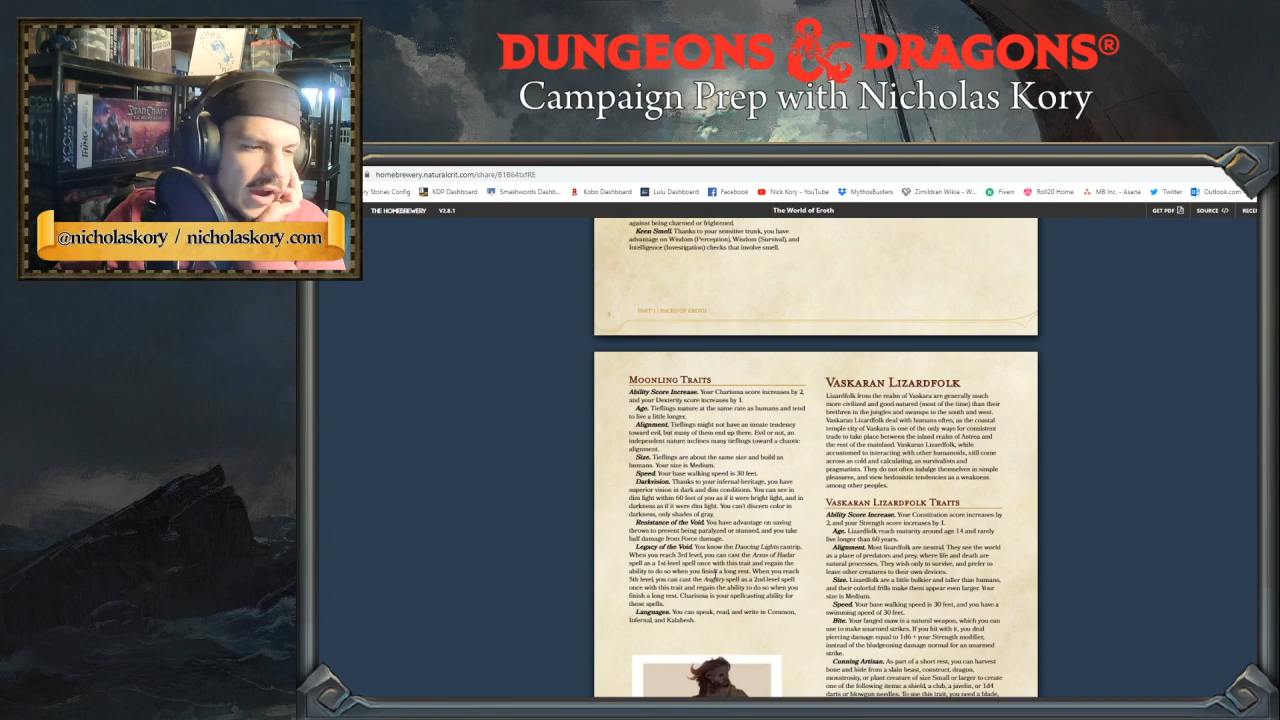 DUNGEONS & DRAGONS®
Campaign Prep with Nicholas Kory
STARCRAFT
XCOM
@nicholaskory / nicholaskory.com
homebrewery.naturalcrit.com/share/B1B64txfRE
ry Stories Config KDP Dashboard Smashwords Dashb... Kobo Dashboard Lulu Dashboard Facebook Nick Kory - YouTube MythosBusters Zimildran Wikia - W... Fiverr Roll20 Home MB Inc. - Asana Twitter Outlook.com
THE HOMEBREWERY V2.8.1 The World of Eroth GET PDF SOURCE </> RECE
against being charmed or frightened.
Keen Smell. Thanks to your sensitive trunk, you have
advantage on Wisdom (Perception), Wisdom (Survival), and
Intelligence (Investigation) checks that involve smell.
PART 1 | RACES OF EROTH
Moonling Traits
Ability Score Increase. Your Charisma score increases by 2,
and your Dexterity score increases by 1.
Age. Tieflings mature at the same rate as humans and tend
to live a little longer.
Alignment. Tieflings might not have an innate tendency
toward evil, but many of them end up there. Evil or not, an
independent nature inclines many tieflings toward a chaotic
alignment.
Size. Tieflings are about the same size and build as
humans. Your size is Medium.
Speed. Your base walking speed is 30 feet.
Darkvision. Thanks to your infernal heritage, you have
superior vision in dark and dim conditions. You can see in
dim light within 60 feet of you as if it were bright light, and in
darkness as if it were dim light. You can't discern color in
darkness, only shades of gray.
Resistance of the Void. You have advantage on saving
throws to prevent being paralyzed or stunned, and you take
half damage from Force damage.
Legacy of the Void. You know the Dancing Lights cantrip.
When you reach 3rd level, you can cast the Arms of Hadar
spell as a 1st-level spell once with this trait and regain the
ability to do so when you finish a long rest. When you reach
5th level, you can cast the Augury spell as a 2nd-level spell
once with this trait and regain the ability to do so when you
finish a long rest. Charisma is your spellcasting ability for
these spells.
Languages. You can speak, read, and write in Common,
Infernal, and Kalabesh.
Vaskaran Lizardfolk
Lizardfolk from the realm of Vaskara are generally much
more civilized and good natured (most of the time) than their
brethren in the jungles and swamps to the south and west.
Vaskaran Lizardfolk deal with humans often, as the coastal
temple city of Vaskara is one of the only ways for consistent
trade to take place between the island realm of Astrea and
the rest of the mainland. Vaskaran Lizardfolk, while
accustomed to interacting with other humanoids, still come
across as cold and calculating, as survivalists and
pragmatists. They do not often indulge themselves in simple
pleasures, and view hedonistic tendencies as a weakness
among other peoples.
Vaskaran Lizardfolk Traits
Ability Score Increase. Your Constitution score increases by
2, and your Strength score increases by 1.
Age. Lizardfolk reach maturity around age 14 and rarely
live longer than 60 years.
Alignment. Most lizardfolk are neutral. They see the world
as a place of predators and prey, where life and death are
natural processes. They wish only to survive, and prefer to
leave other creatures to their own devices.
Size. Lizardfolk are a little bulkier and taller than humans,
and their colorful frills make them appear even larger. Your
size is Medium.
Speed. Your base walking speed is 30 feet, and you have a
swimming speed of 30 feet.
Bite. Your fanged maw is a natural weapon, which you can
use to make unarmed strikes. If you hit with it, you deal
piercing damage equal to 1d6 + your Strength modifier,
instead of the bludgeoning damage normal for an unarmed
strike.
Cunning Artisan. As part of a short rest, you can harvest
bone and hide from a slain beast, construct, dragon,
monstrosity, or plant creature of size Small or larger to create
one of the following items: a shield, a club, a javelin, or 1d4
darts or blowgun needles. To use this trait, you need a blade,